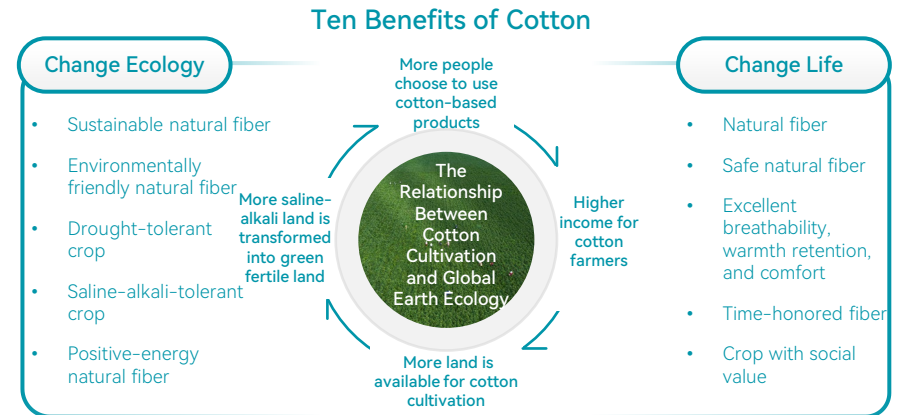 Ten Benefits of Cotton
Change Ecology
• Sustainable natural fiber
• Environmentally
friendly natural fiber
• Drought-tolerant
crop
• Saline-alkali-tolerant
crop
• Positive-energy
natural fiber
More people
choose to use
cotton-based
products
More saline-
alkali land is
transformed
into green
fertile land
The
Relationship
Between
Cotton
Cultivation
and Global
Earth Ecology
Higher
income for
cotton
farmers
More land is
available for cotton
cultivation
Change Life
• Natural fiber
• Safe natural fiber
• Excellent
breathability,
warmth retention,
and comfort
• Time-honored fiber
• Crop with social
value